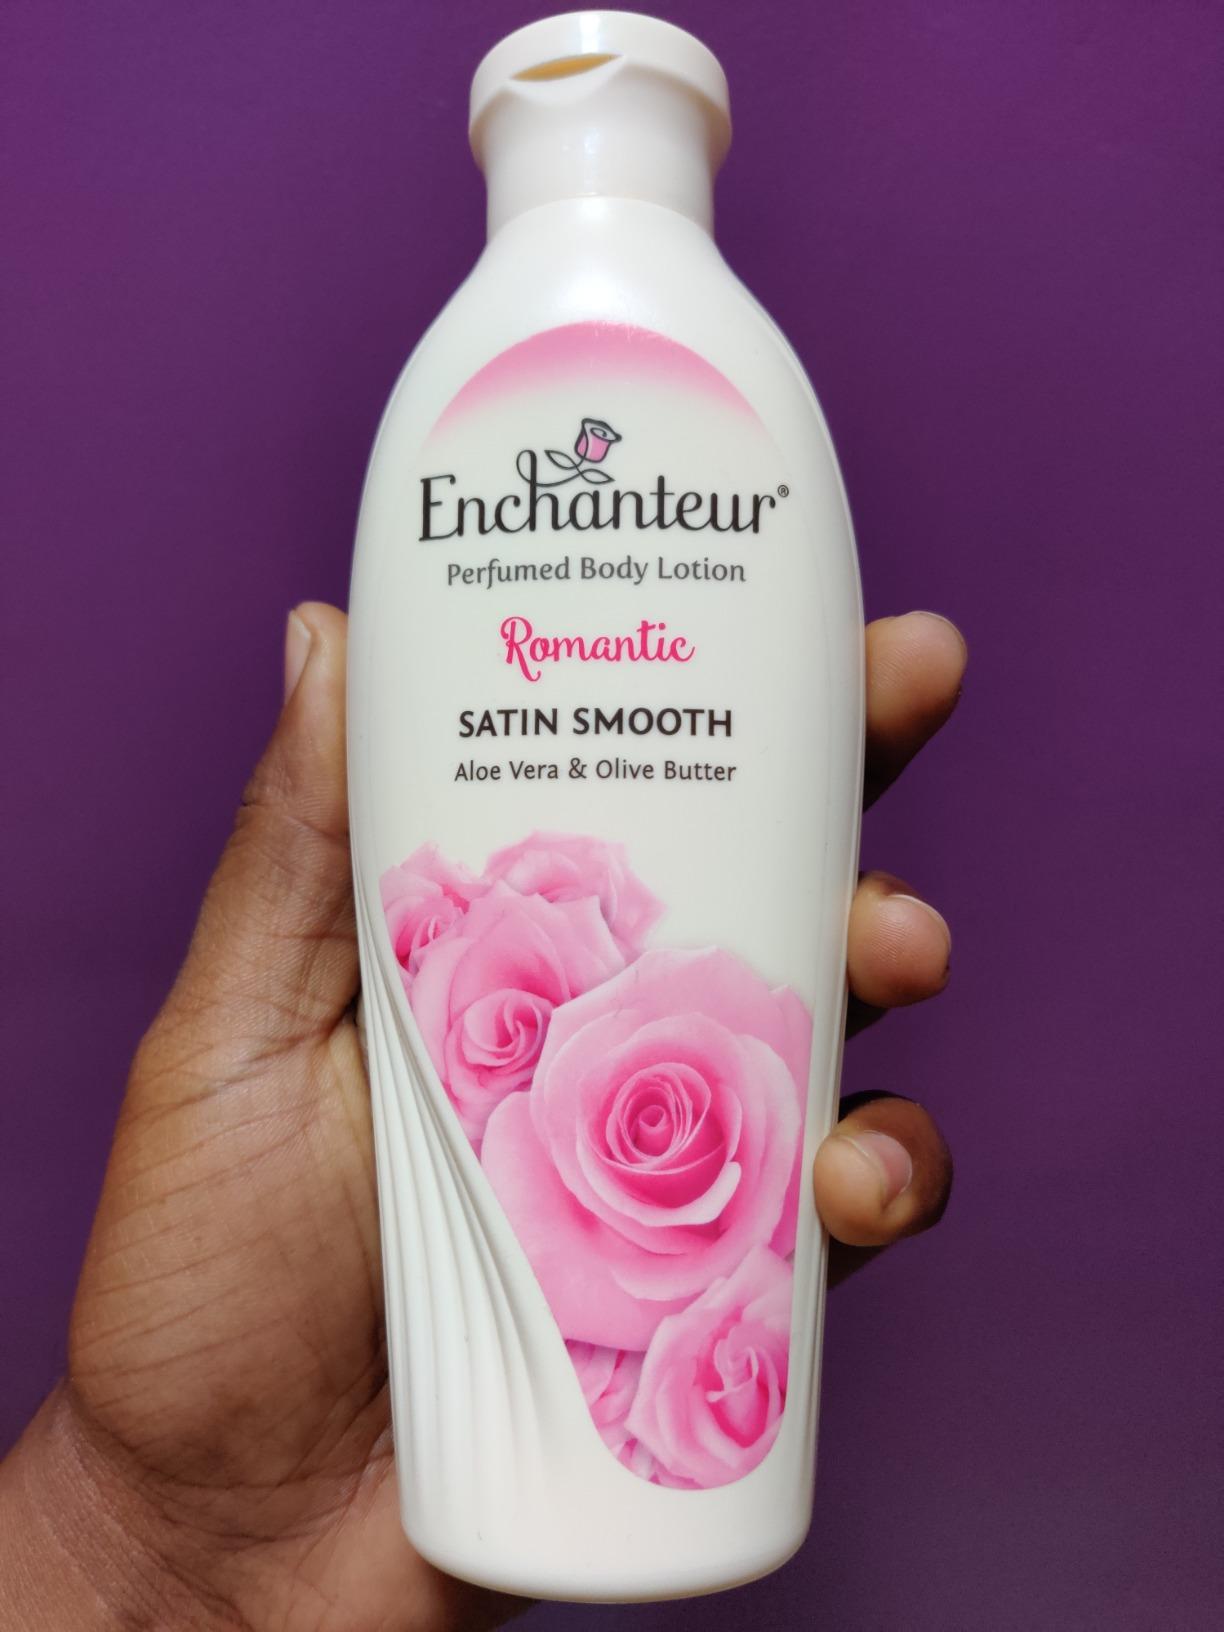 Enchanteur®
Perfumed Body Lotion
Romantic
SATIN SMOOTH
Aloe Vera & Olive Butter